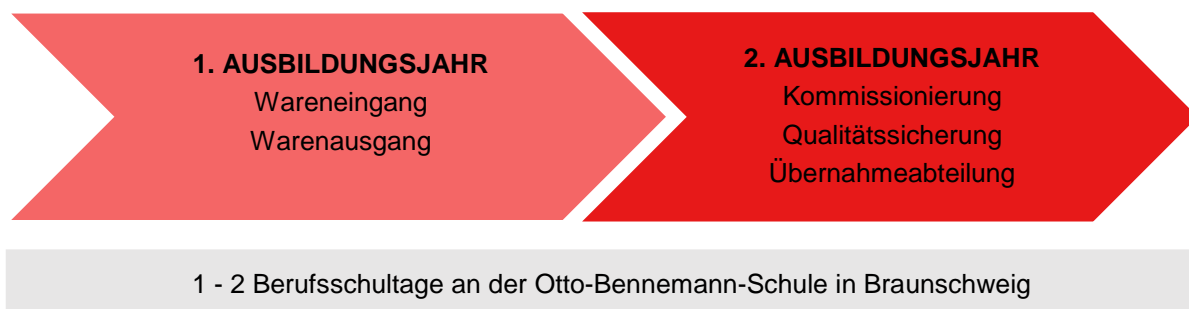 1. AUSBILDUNGSJAHR
Wareneingang
Warenausgang
2. AUSBILDUNGSJAHR
Kommissionierung
Qualitätssicherung
Übernahmeabteilung
1 - 2 Berufsschultage an der Otto-Bennemann-Schule in Braunschweig